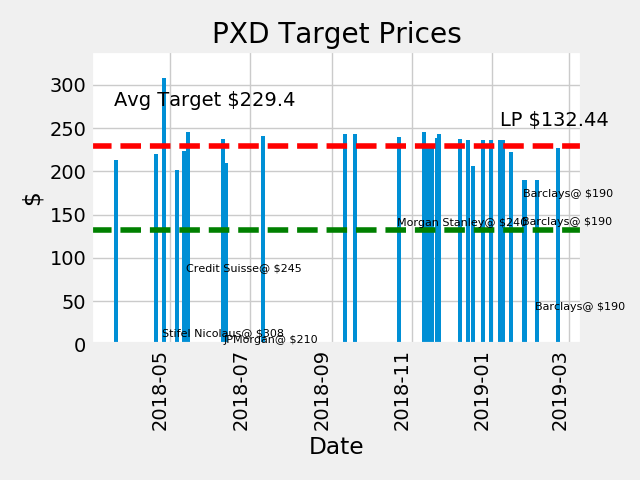 PXD Target Prices
300
250
200
150
100
50
0
$
Avg Target $229.4
LP $132.44
Barclays@ $190
Morgan Stanley@ $240
Barclays@ $190
Credit Suisse@ $245
Barclays@ $190
Stifel Nicolaus@ $308
JPMorgan@ $210
2018-05
2018-07
2018-09
2018-11
2019-01
2019-03
Date